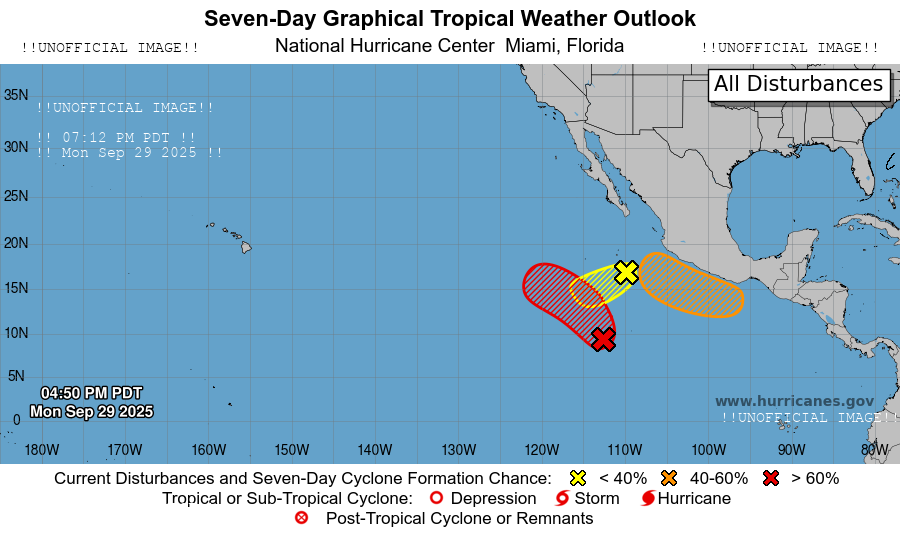 Seven-Day Graphical Tropical Weather Outlook
!!UNOFFICIAL IMAGE!! National Hurricane Center Miami, Florida !!UNOFFICIAL IMAGE!!
All Disturbances
35N
!!UNOFFICIAL IMAGE!!
!! 07:12 PM PDT !!
30N
!! Mon Sep 29 2025 !!
25N
20N
15N
10N
5N
04:50 PM PDT
Mon Sep 29 2025
www.hurricanes.gov
0
!!UNOFFICIAL IMAGE!!
180W 170W 160W 150W 140W 130W 120W 110W 100W 90W 80W
Current Disturbances and Seven-Day Cyclone Formation Chance: < 40% 40-60% > 60%
Tropical or Sub-Tropical Cyclone: Depression Storm Hurricane
Post-Tropical Cyclone or Remnants